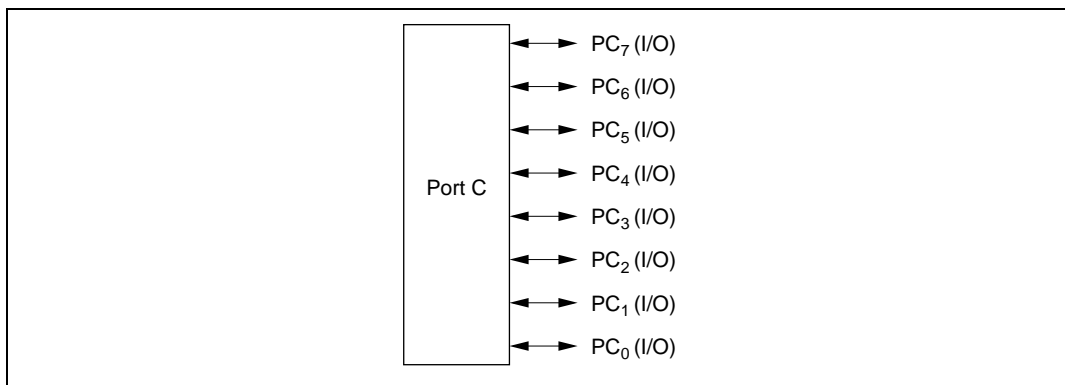 PC₇ (I/O)
PC₆ (I/O)
PC₅ (I/O)
PC₄ (I/O)
Port C
PC₃ (I/O)
PC₂ (I/O)
PC₁ (I/O)
PC₀ (I/O)